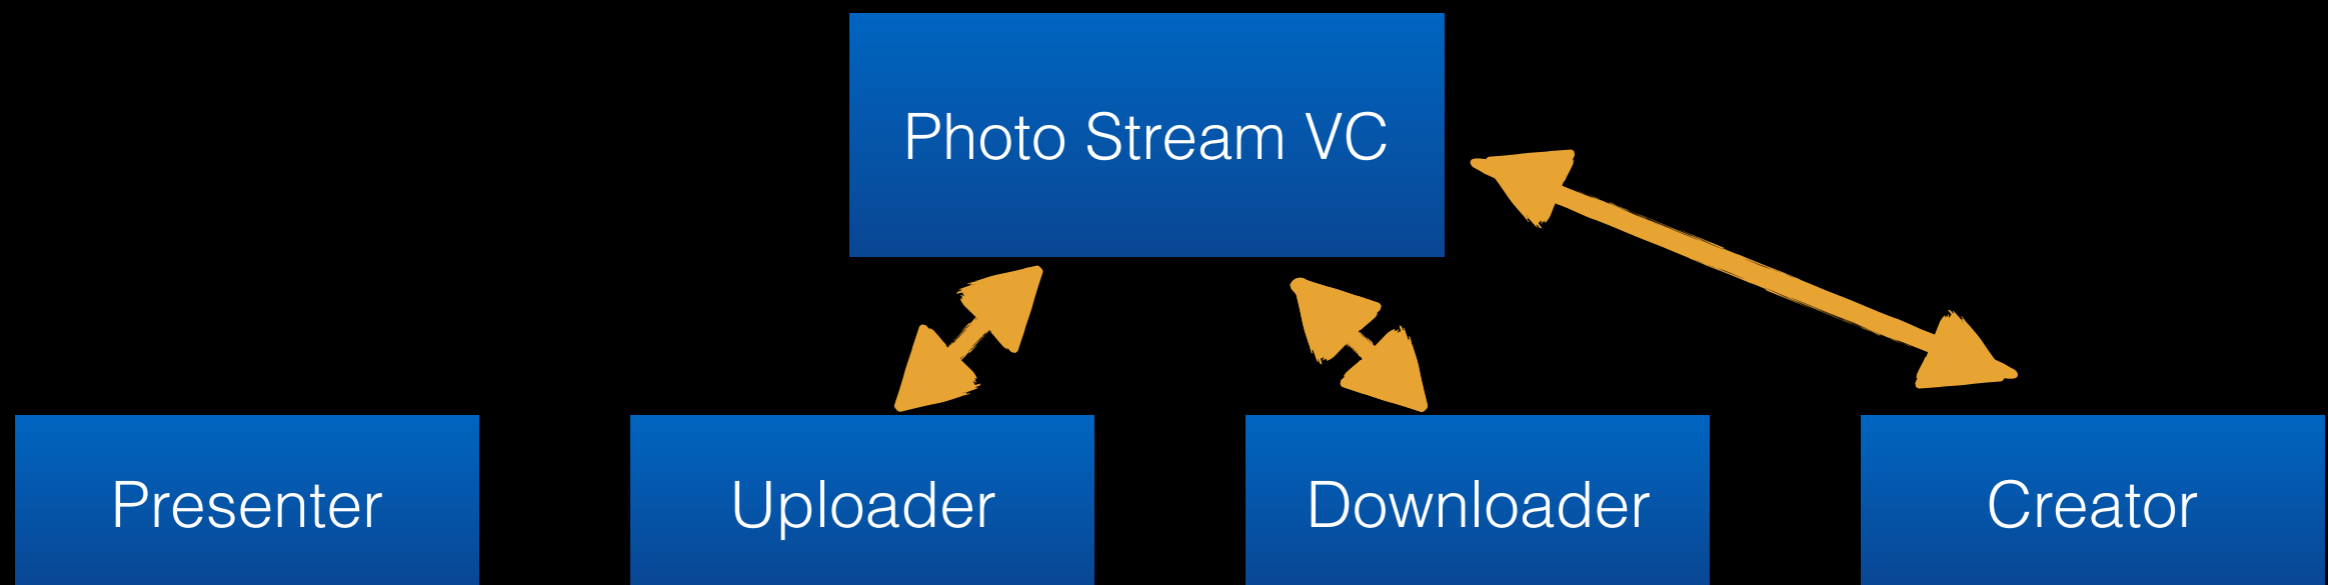 Photo Stream VC
Presenter
Uploader
Downloader
Creator